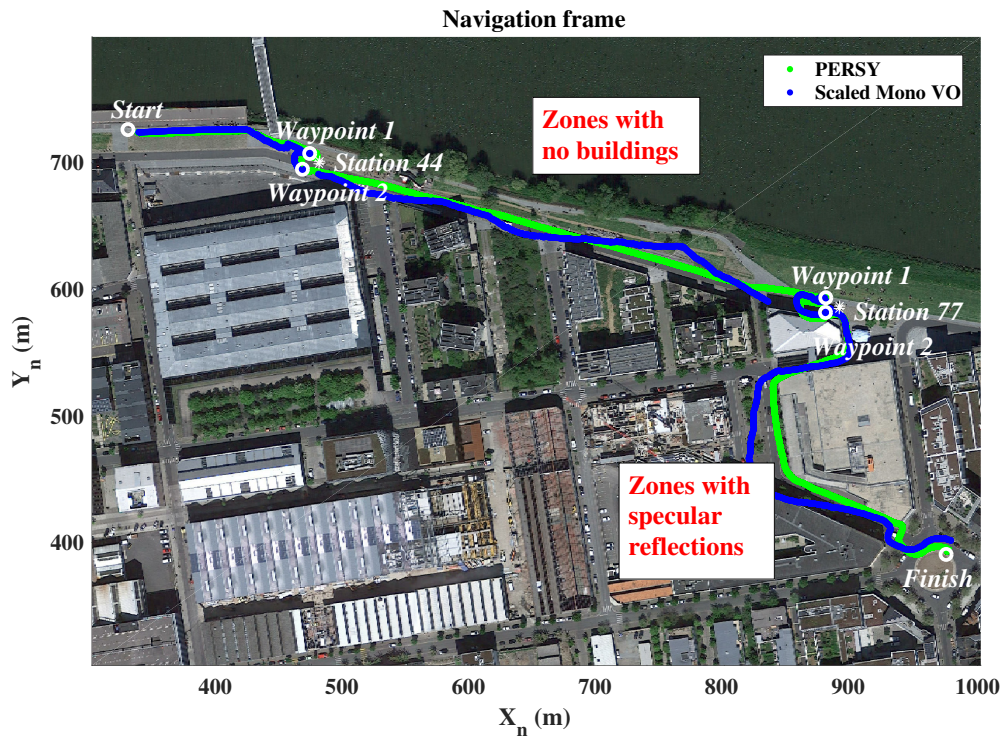 Navigation frame
PERSY
Scaled Mono VO
Start
Waypoint 1
Station 44
Waypoint 2
Zones with
no buildings
Waypoint 1
Station 77
Waypoint 2
Zones with
specular
reflections
Finish
700
600
500
400
Y_n (m)
400
500
600
700
800
900
1000
X_n (m)